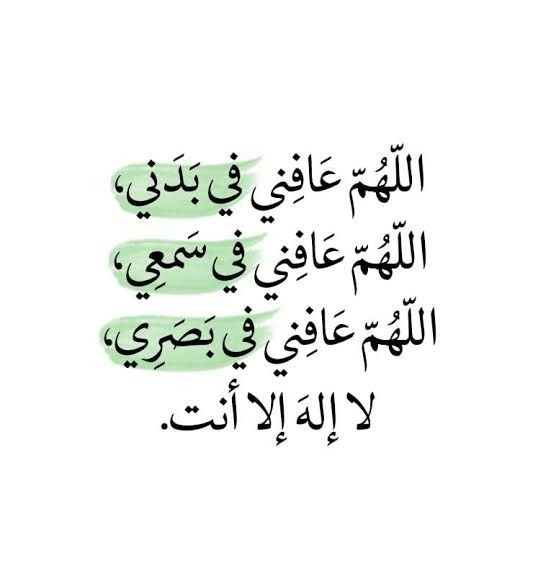 اللّهُمّ عَافِني في بَدَني،
اللّهُمّ عَافِني في سَمعِي،
اللّهُمّ عَافِني في بَصَرِي،
لا إلهَ إلا أنت.